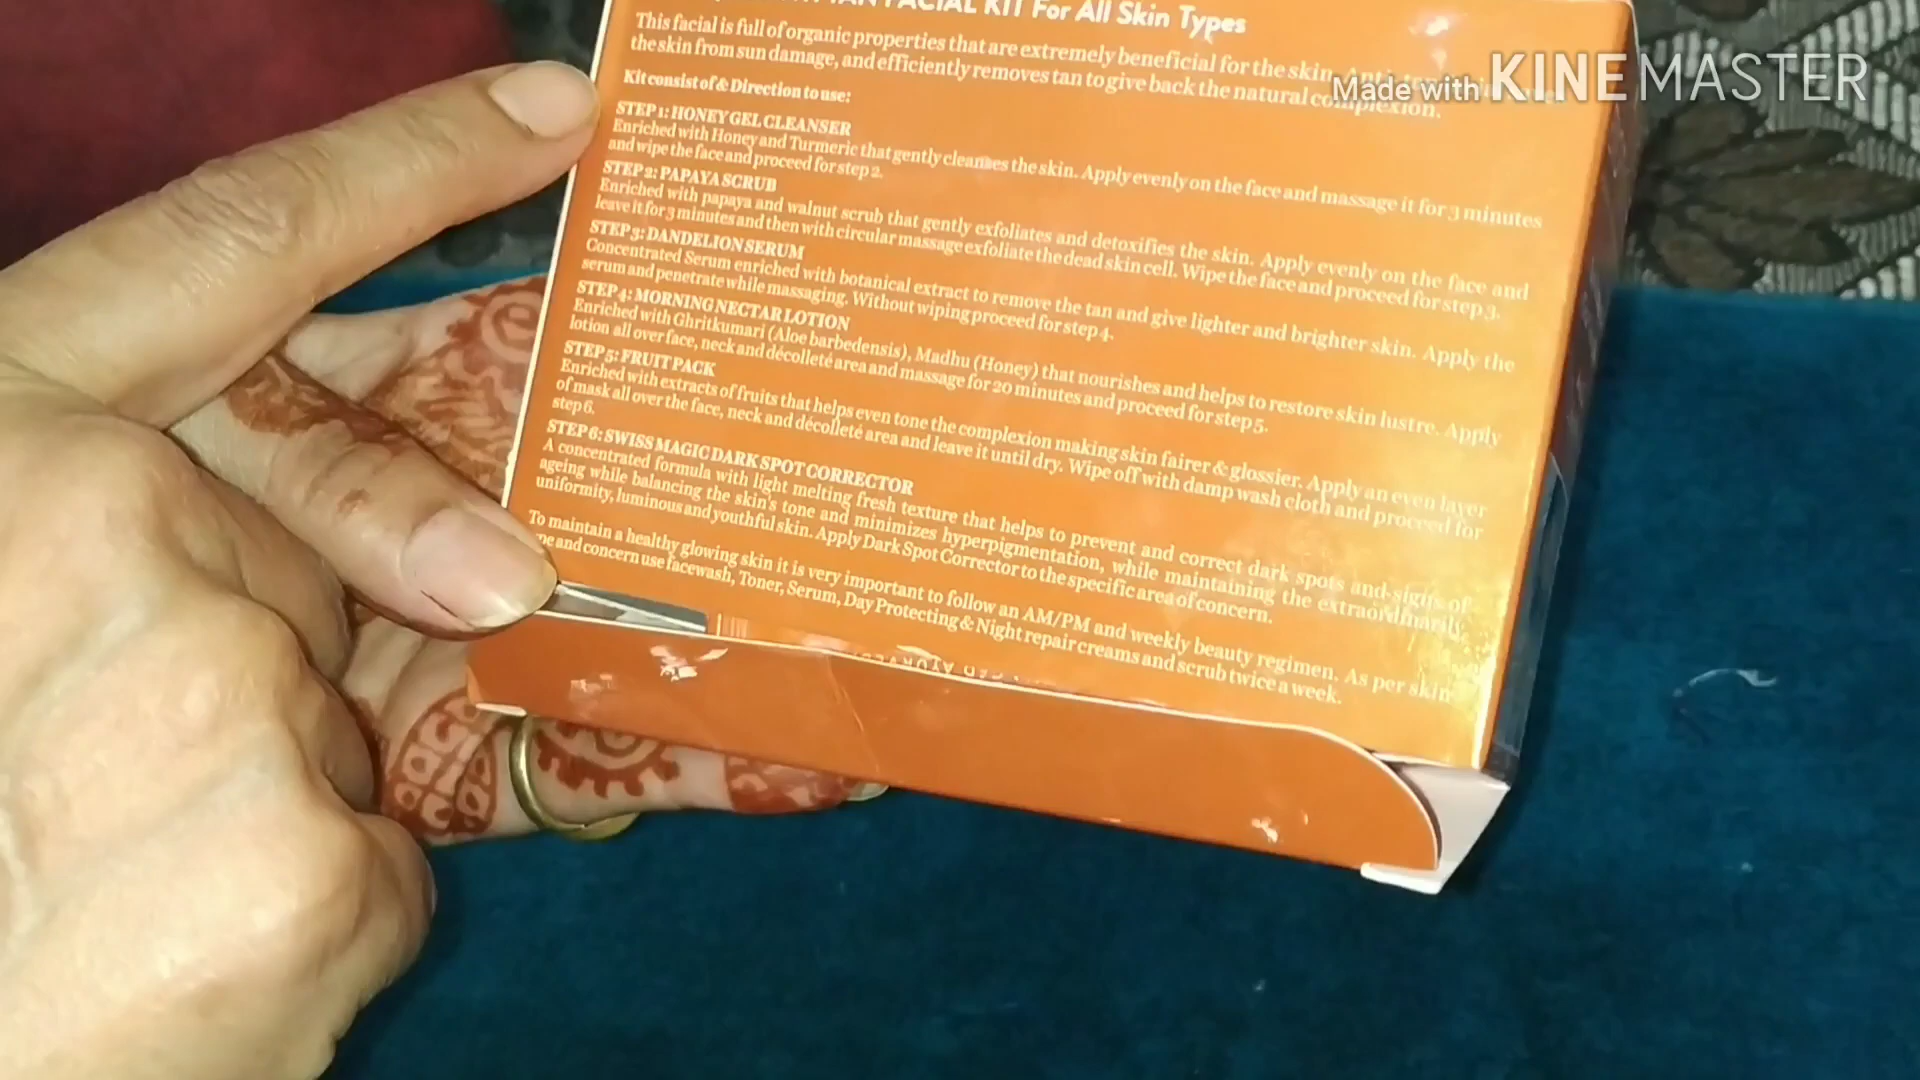 TAN FACIAL KIT For All Skin Types
This facial is full of organic properties that are extremely beneficial for the skin.
the skin from sun damage, and efficiently removes tan to give back the natural complexion.
Made with KINEMASTER
Kit consist of & Direction to use:
STEP 1: HONEY GEL CLEANSER
Enriched with Honey and Turmeric that gently cleanses the skin. Apply evenly on the face and massage it for 3 minutes
and wipe the face and proceed for step 2.
STEP 2: PAPAYA SCRUB
Enriched with papaya and walnut scrub that gently exfoliates and detoxifies the skin. Apply evenly on the face and
leave it for 3 minutes and then with circular massage exfoliate the dead skin cell. Wipe the face and proceed for step 3.
STEP 3: DANDELION SERUM
Concentrated Serum enriched with botanical extract to remove the tan and give lighter and brighter skin. Apply the
serum and penetrate while massaging. Without wiping proceed for step 4.
STEP 4: MORNING NECTAR LOTION
Enriched with Ghritkumari (Aloe barbedensis), Madhu (Honey) that nourishes and helps to restore skin lustre. Apply
lotion all over face, neck and décolleté area and massage for 20 minutes and proceed for step 5.
STEP 5: FRUIT PACK
Enriched with extracts of fruits that helps even tone the complexion making skin fairer & glossier. Apply an even layer
of mask all over the face, neck and décolleté area and leave it until dry. Wipe off with damp wash cloth and proceed for
step 6.
STEP 6: SWISS MAGIC DARK SPOT CORRECTOR
A concentrated formula with light melting fresh texture that helps to prevent and correct dark spots and signs of
ageing while balancing the skin's tone and minimizes hyperpigmentation, while maintaining the extraordinarily
uniformity, luminous and youthful skin. Apply Dark Spot Corrector to the specific area of concern.
To maintain a healthy glowing skin it is very important to follow an AM/PM and weekly beauty regimen. As per skin
and concern use facewash, Toner, Serum, Day Protecting & Night repair creams and scrub twice a week.